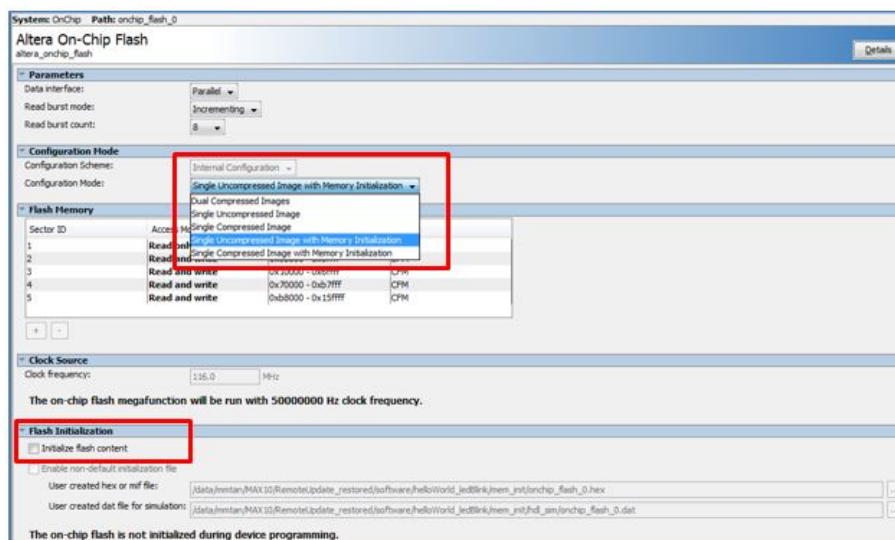 System: OnChip Path: onchip_flash_0
Altera On-Chip Flash
altera_onchip_flash
Details
Parameters
Data interface: Parallel
Read burst mode: Incrementing
Read burst count: 8
Configuration Mode
Configuration Scheme: Internal Configuration
Configuration Mode: Single Uncompressed Image with Memory Initialization
Dual Compressed Images
Single Uncompressed Image
Single Compressed Image
Single Uncompressed Image with Memory Initialization
Single Compressed Image with Memory Initialization
Flash Memory
Sector ID Access
1 Read
2 Read
3 Read and write 0x10000 - 0x6ffff CFM
4 Read and write 0x70000 - 0xb7fff CFM
5 Read and write 0xb8000 - 0x15ffff CFM
+ -
Clock Source
Clock frequency: 116.0 MHz
The on-chip flash megafunction will be run with 50000000 Hz clock frequency.
Flash Initialization
Initialize flash content
Enable non-default initialization file
User created hex or mif file: /data/mmtan/MAX10/RemoteUpdate_restored/software/helloWorld_ledBlink/mem_init/onchip_flash_0.hex
User created dat file for simulation: /data/mmtan/MAX10/RemoteUpdate_restored/software/helloWorld_ledBlink/mem_init/hdl_sim/onchip_flash_0.dat
The on-chip flash is not initialized during device programming.